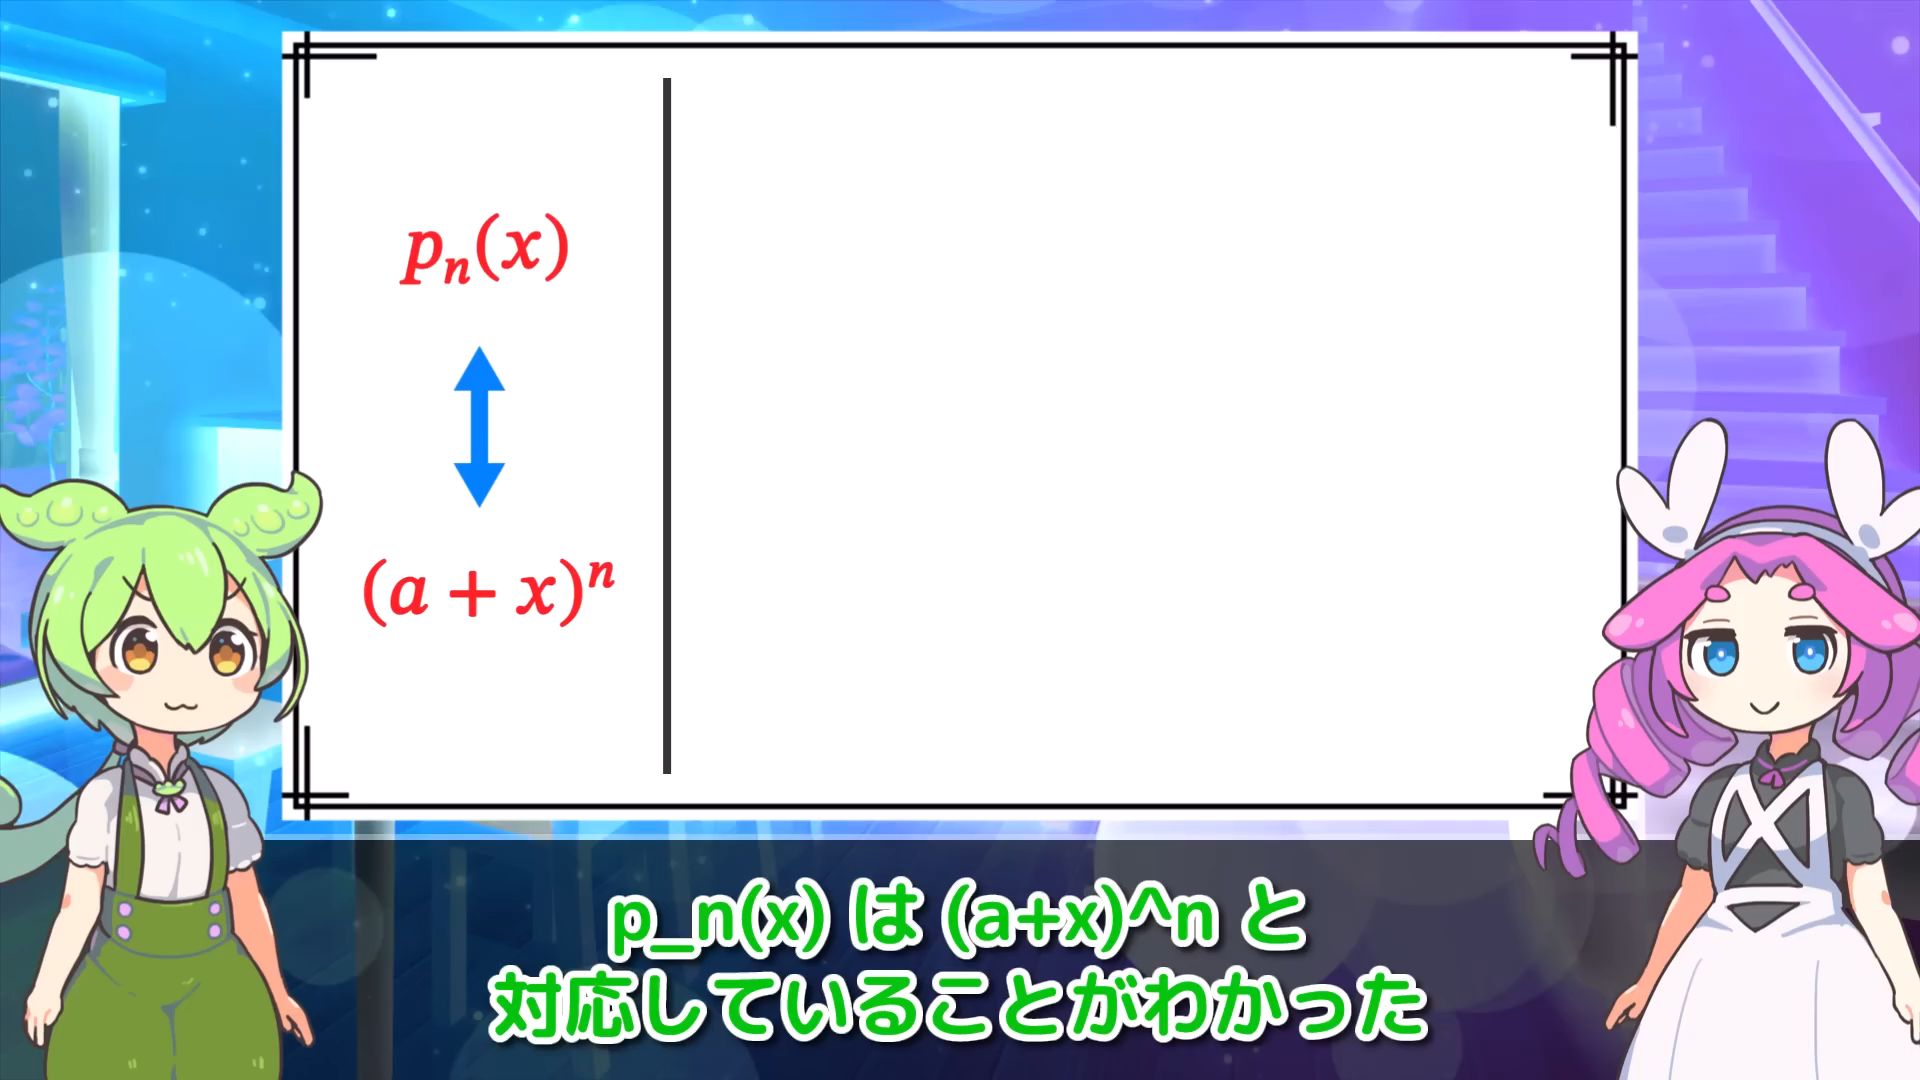 pₙ(x)
(a + x)ⁿ
p_n(x) は (a+x)^n と
対応していることがわかった